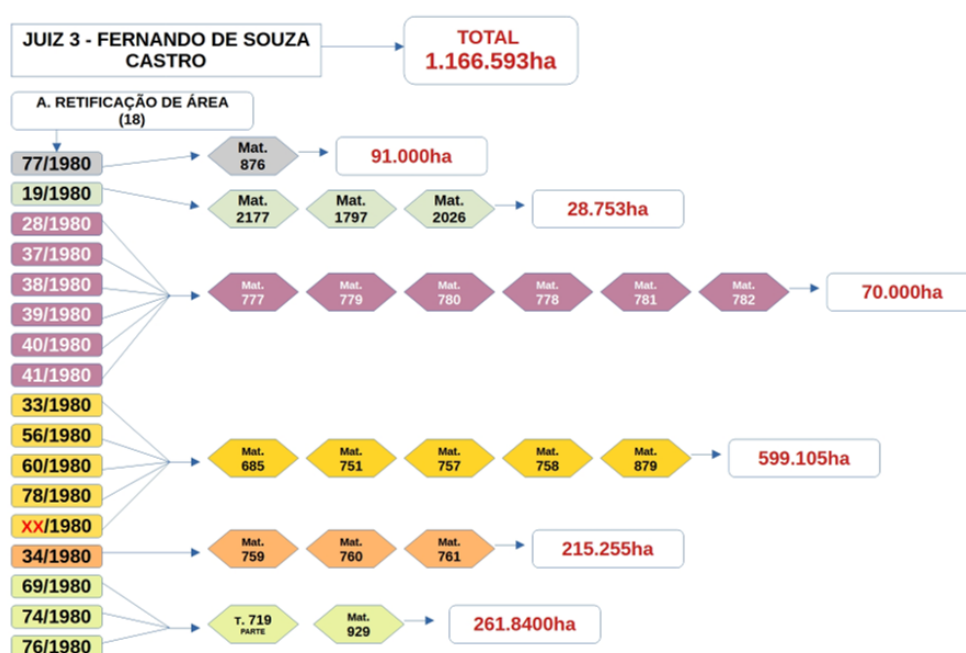 JUIZ 3 - FERNANDO DE SOUZA
CASTRO
TOTAL
1.166.593ha
A. RETIFICAÇÃO DE ÁREA
(18)
77/1980
Mat.
876
91.000ha
19/1980
Mat.
2177
Mat.
1797
Mat.
2026
28.753ha
28/1980
37/1980
38/1980
39/1980
40/1980
41/1980
Mat.
777
Mat.
779
Mat.
780
Mat.
778
Mat.
781
Mat.
782
70.000ha
33/1980
56/1980
60/1980
78/1980
XX/1980
Mat.
685
Mat.
751
Mat.
757
Mat.
758
Mat.
879
599.105ha
34/1980
Mat.
759
Mat.
760
Mat.
761
215.255ha
69/1980
74/1980
76/1980
T. 719
PARTE
Mat.
929
261.8400ha